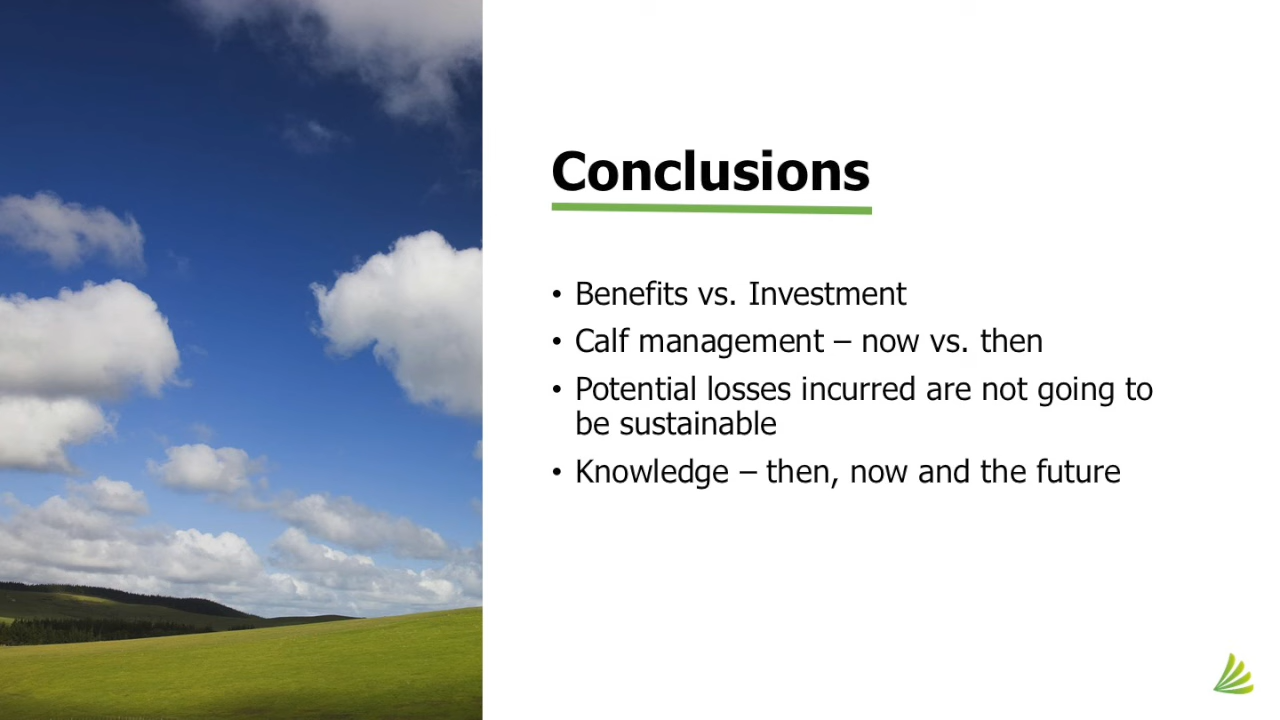 Conclusions
• Benefits vs. Investment
• Calf management – now vs. then
• Potential losses incurred are not going to
be sustainable
• Knowledge – then, now and the future